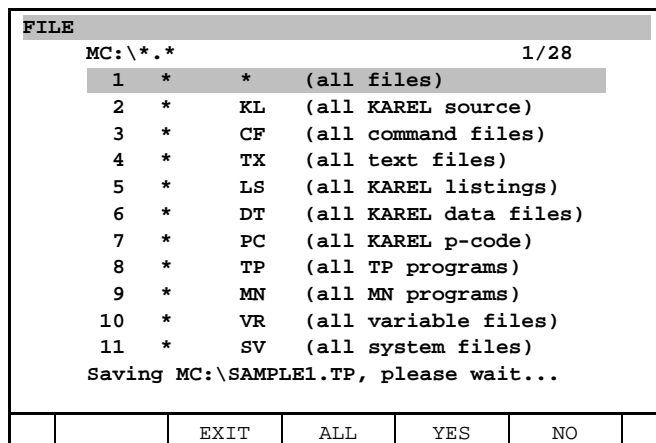 FILE
MC:\*.* 1/28
1 * * (all files)
2 * KL (all KAREL source)
3 * CF (all command files)
4 * TX (all text files)
5 * LS (all KAREL listings)
6 * DT (all KAREL data files)
7 * PC (all KAREL p-code)
8 * TP (all TP programs)
9 * MN (all MN programs)
10 * VR (all variable files)
11 * SV (all system files)
Saving MC:\SAMPLE1.TP, please wait...
EXIT ALL YES NO